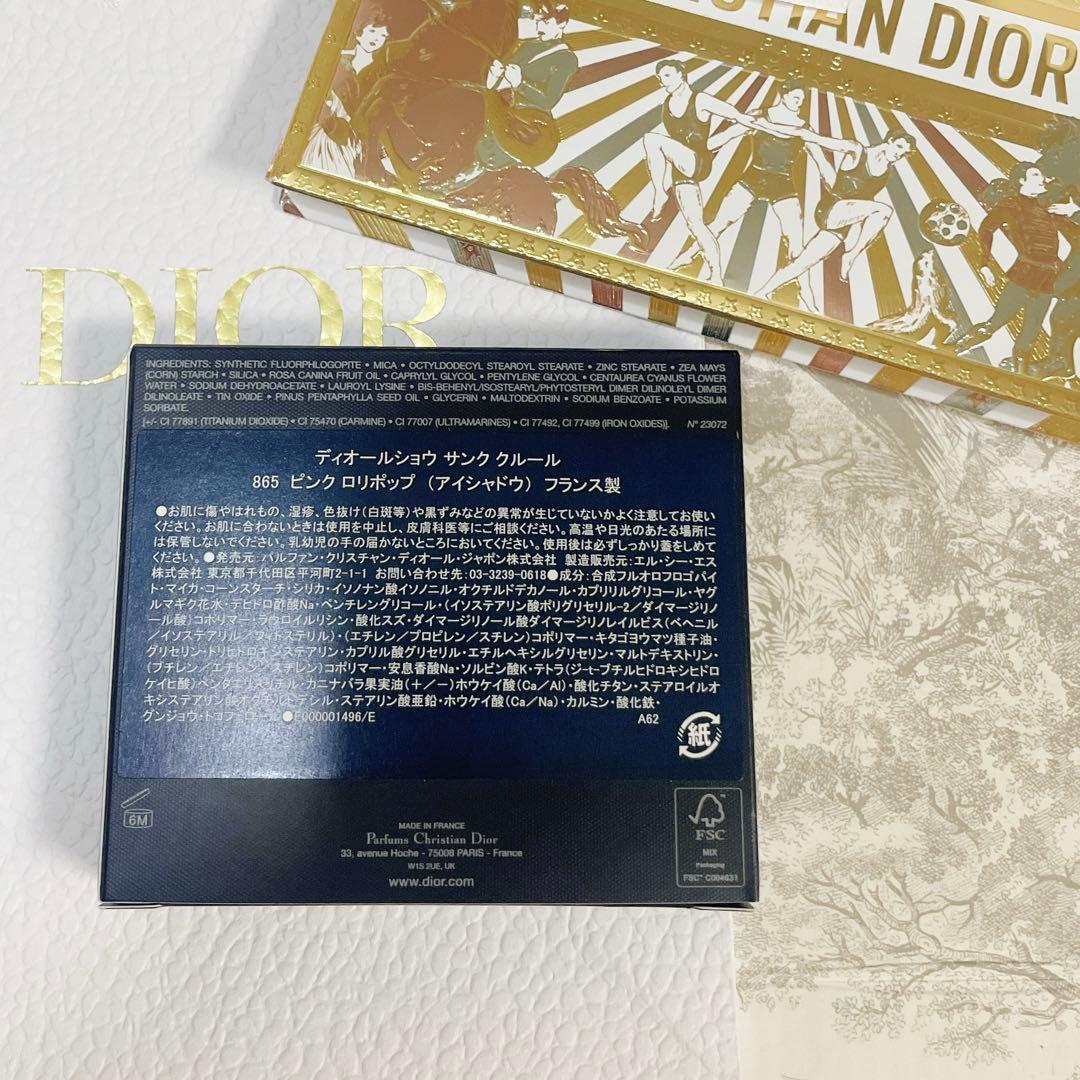 STIAN DIOR
DIOR
INGREDIENTS: SYNTHETIC FLUORPHLOGOPITE • MICA • OCTYLDODECYL STEAROYL STEARATE • ZINC STEARATE • ZEA MAYS
(CORN) STARCH • SILICA • ROSA CANINA FRUIT OIL • CAPRYLYL GLYCOL • PENTYLENE GLYCOL • CENTAUREA CYANUS FLOWER
WATER • SODIUM DEHYDROACETATE • LAUROYL LYSINE • BIS-BEHENYL/ISOSTEARYL/PHYTOSTERYL DIMER DILINOLEYL DIMER
DILINOLEATE • TIN OXIDE • PINUS PENTAPHYLLA SEED OIL • GLYCERIN • MALTODEXTRIN • SODIUM BENZOATE • POTASSIUM
SORBATE.
[+/- CI 77891 (TITANIUM DIOXIDE) • CI 75470 (CARMINE) • CI 77007 (ULTRAMARINES) • CI 77492, CI 77499 (IRON OXIDES)]. N° 23072
ディオールショウ サンク クルール
865 ピンク ロリポップ (アイシャドウ) フランス製
●お肌に傷やはれもの、湿疹、色抜け(白斑等)や黒ずみなどの異常が生じていないかよく注意してお使い
ください。お肌に合わないときは使用を中止し、皮膚科医等にご相談ください。高温や日光のあたる場所に
は保管しないでください。乳幼児の手の届かないところにおいてください。使用後は必ずしっかり蓋をしめて
ください。●発売元:パルファン・クリスチャン・ディオール・ジャポン株式会社 製造販売元:エル・シー・エス
株式会社 東京都千代田区平河町2-1-1 お問い合わせ先:03-3239-0618●成分:合成フルオロフロゴパイ
ト・マイカ・コーンスターチ・シリカ・イソノナン酸イソノニル・オクチルドデカノール・カプリリルグリコール・ヤグ
ルマギク花水・デヒドロ酢酸Na・ペンチレングリコール・(イソステアリン酸ポリグリセリル-2/ダイマージリノ
ール酸)コポリマー・ラウロイルリシン・酸化スズ・ダイマージリノール酸ダイマージリノレイルビス(ベヘニル
/イソステアリル/フィトステリル)・(エチレン/プロピレン/スチレン)コポリマー・キタゴヨウマツ種子油・
グリセリン・トリヒドロキシステアリン・カプリル酸グリセリル・エチルヘキシルグリセリン・マルトデキストリン・
(ブチレン/エチレン/スチレン)コポリマー・安息香酸Na・ソルビン酸K・テトラ(ジ-t-ブチルヒドロキシヒドロ
ケイヒ酸)ペンタエリスリチル・カニナバラ果実油(+/-)ホウケイ酸(Ca/Al)・酸化チタン・ステアロイルオ
キシステアリン酸オクチルドデシル・ステアリン酸亜鉛・ホウケイ酸(Ca/Na)・カルミン・酸化鉄・
グンジョウ・トコフェロール●F000001496/E A62
紙
6M
MADE IN FRANCE
Parfums Christian Dior
33, avenue Hoche - 75008 PARIS - France
W1S 2UE, UK
www.dior.com
FSC
MIX
Packaging
FSC™ C004631